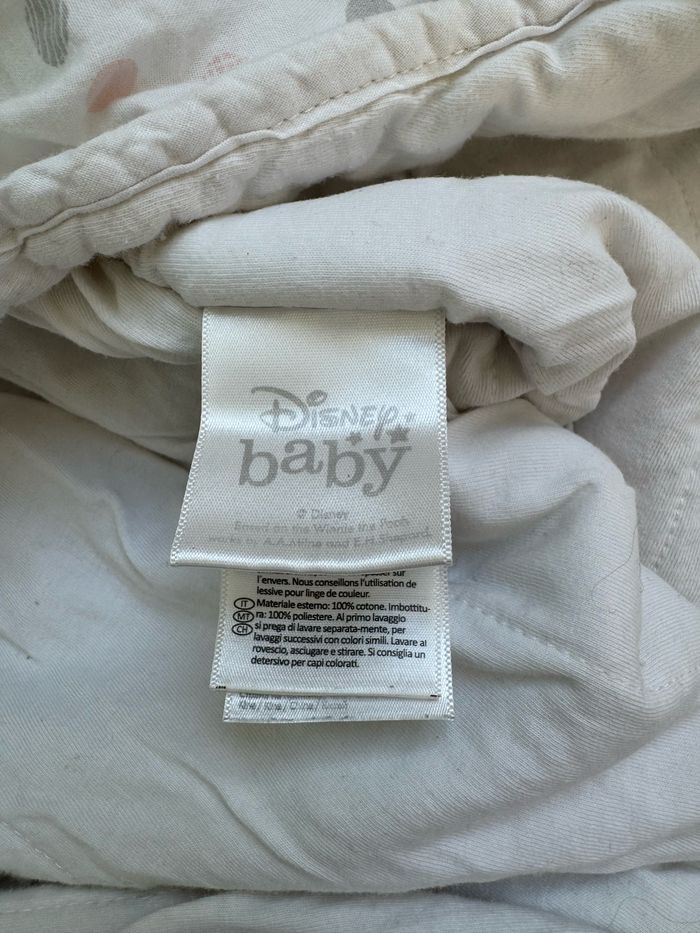 Disney
baby
© Disney
Based on the Winnie the Pooh
works by A.A.Milne and E.H.Shepard.
l'envers. Nous conseillons l'utilisation de
lessive pour linge de couleur.
IT Materiale esterno: 100% cotone. Imbottitu-
MT ra: 100% poliestere. Al primo lavaggio
CH si prega di lavare separata-mente, per
lavaggi successivi con colori simili. Lavare al
rovescio, asciugare e stirare. Si consiglia un
detersivo per capi colorati.
Kina / Kine / China /